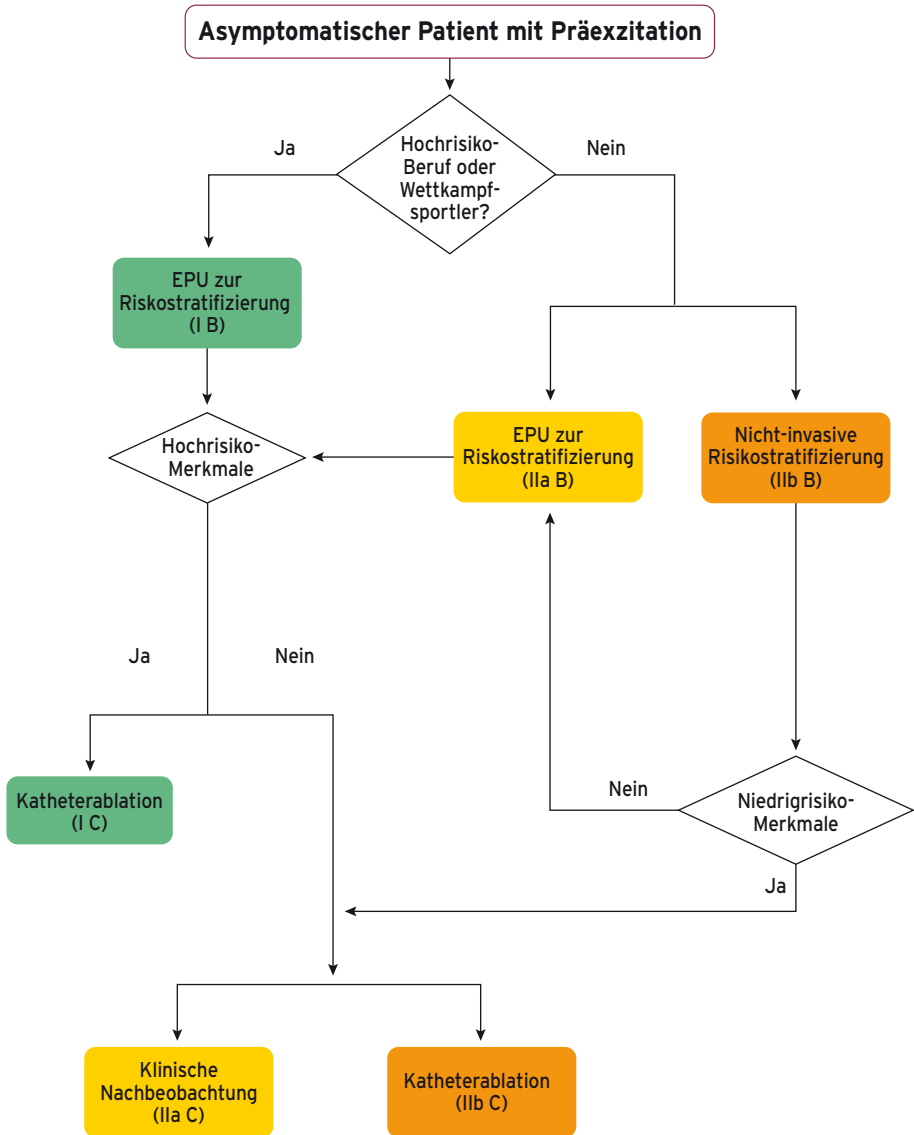 Asymptomatischer Patient mit Präexzitation
Hochrisiko-
Beruf oder
Wettkampf-
sportler?
Ja
Nein
EPU zur
Riskostratifizierung
(I B)
Hochrisiko-
Merkmale
EPU zur
Riskostratifizierung
(IIa B)
Nicht-invasive
Risikostratifizierung
(IIb B)
Ja
Nein
Katheterablation
(I C)
Nein
Niedrigrisiko-
Merkmale
Ja
Klinische
Nachbeobachtung
(IIa C)
Katheterablation
(IIb C)